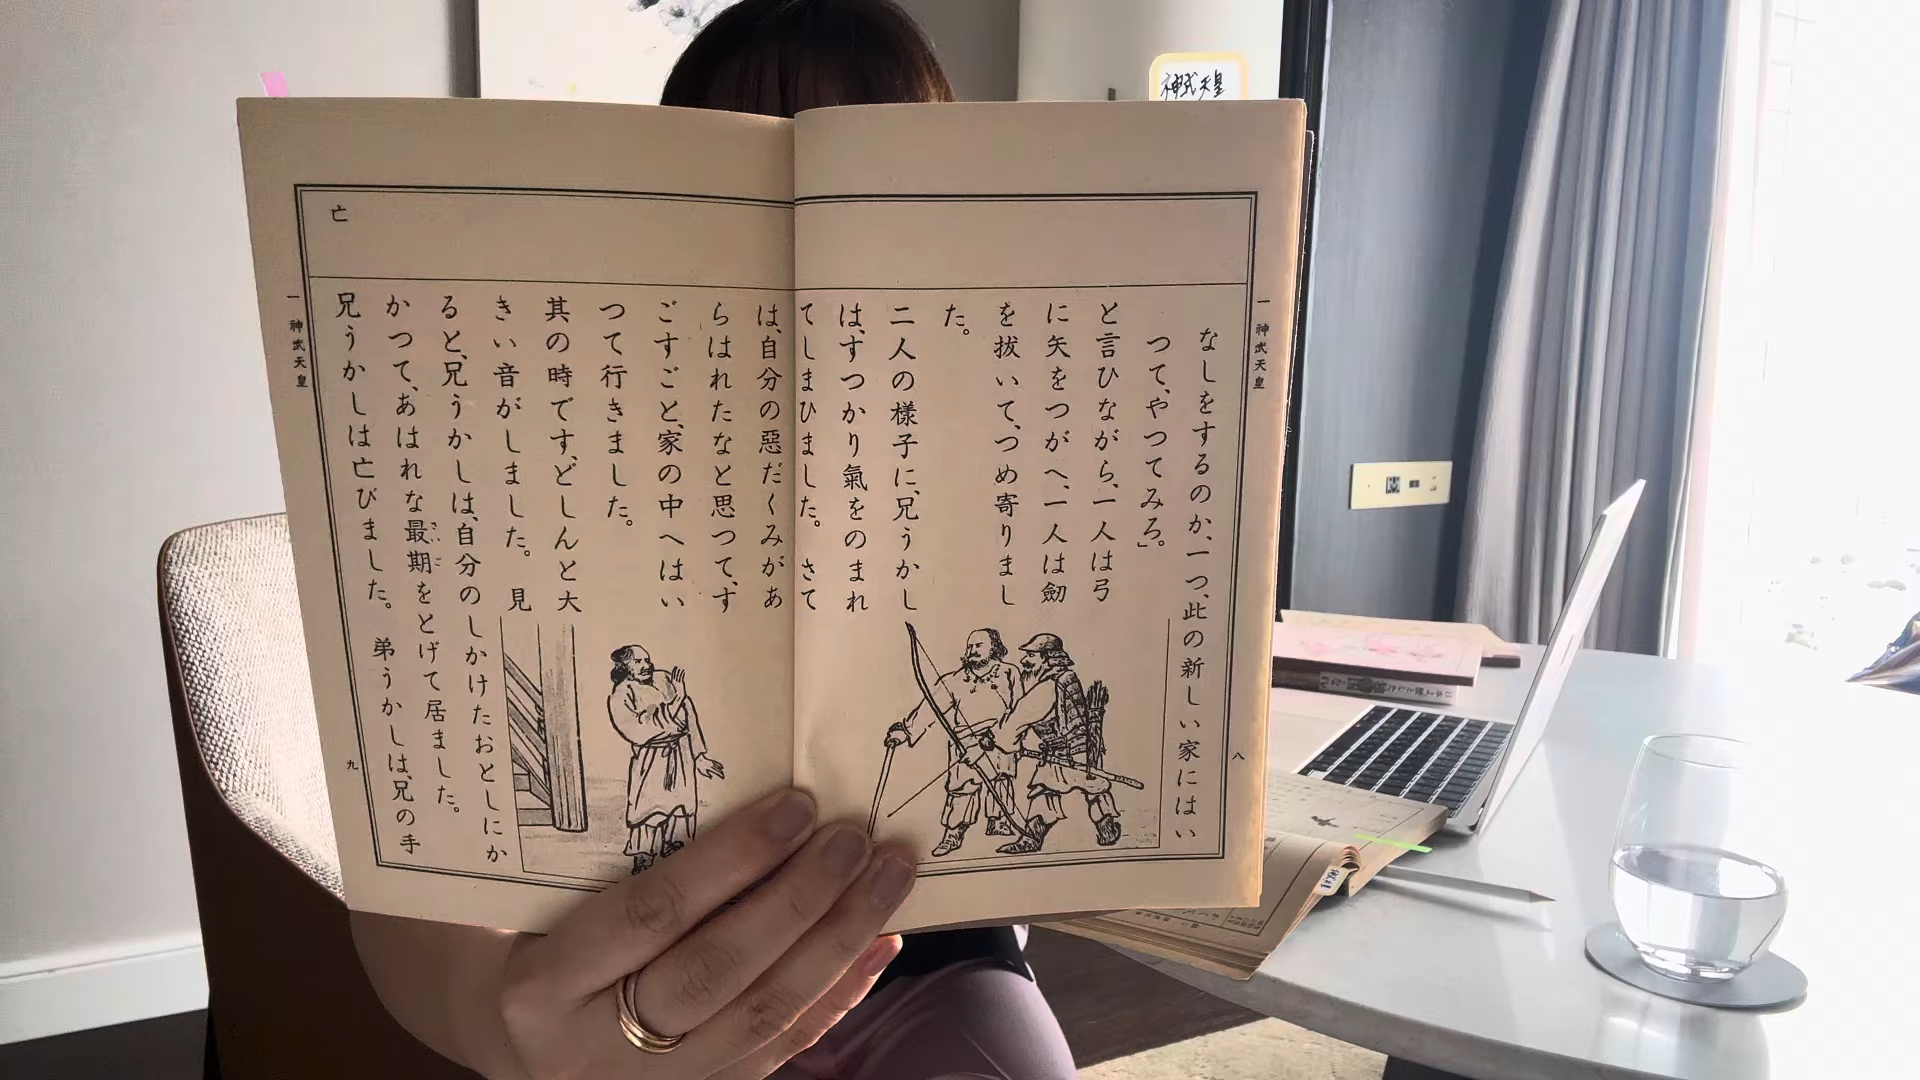 神武天皇
一 神武天皇
なしをするのか、一つ、此の新しい家にはい
つて、やつてみろ。」
と言ひながら、一人は弓
に矢をつがへ、一人は劒
を拔いて、つめ寄りまし
た。
二人の樣子に、兄うかし
は、すつかり氣をのまれ
てしまひました。さて
は、自分の惡だくみがあ
らはれたなと思つて、す
ごすごと、家の中へはい
つて行きました。
其の時です、どしんと大
きい音がしました。見
ると、兄うかしは、自分のしかけたおとしにか
かつて、あはれな最期をとげて居ました。
さいご
兄うかしは亡びました。弟うかしは、兄の手
八
亡
一 神武天皇
九